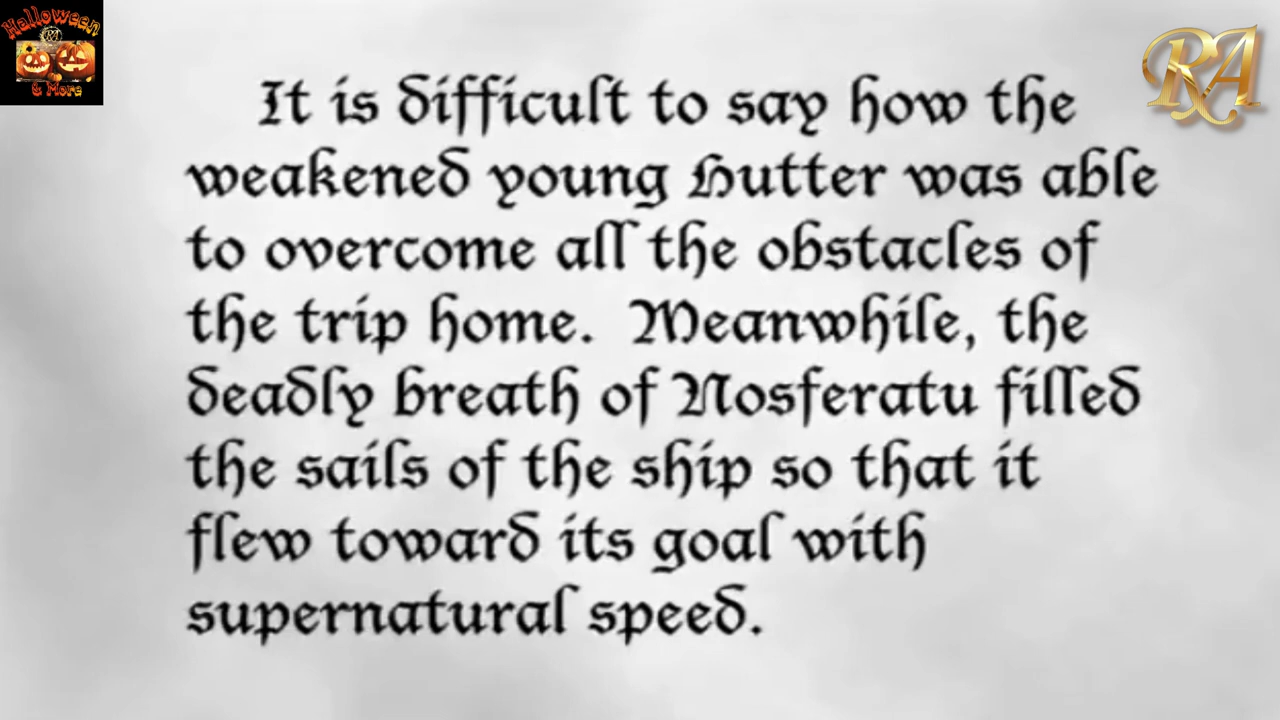 Halloween
RA
& More
RA
It is difficult to say how the
weakened young Hutter was able
to overcome all the obstacles of
the trip home. Meanwhile, the
deadly breath of Nosferatu filled
the sails of the ship so that it
flew toward its goal with
supernatural speed.